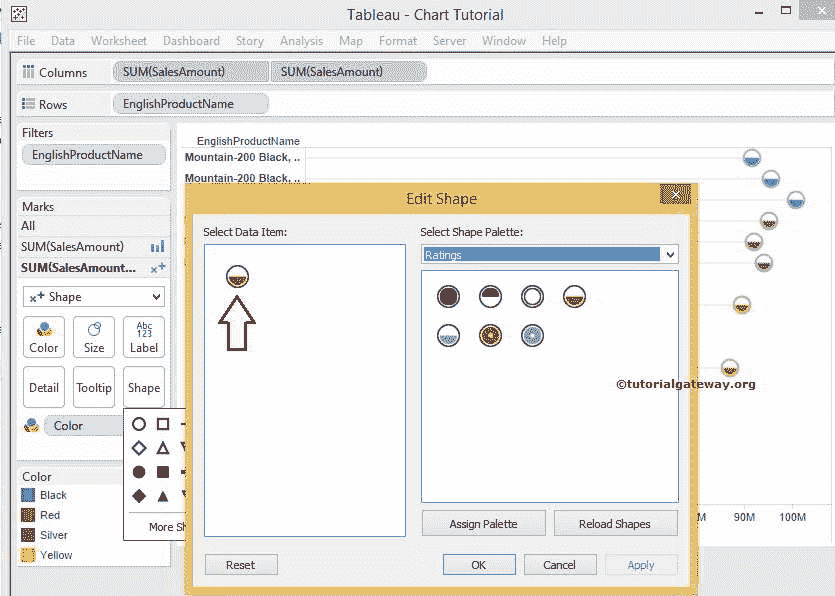 Tableau - Chart Tutorial
File Data Worksheet Dashboard Story Analysis Map Format Server Window Help
Columns SUM(SalesAmount) SUM(SalesAmount)
Rows EnglishProductName
Filters
EnglishProductName
EnglishProductName
Mountain-200 Black, ..
Mountain-200 Black, ..
Marks
All
SUM(SalesAmount)
SUM(SalesAmount...
Shape
Color Size Abc 123 Label
Detail Tooltip Shape
Color
More Sh
Color
Black
Red
Silver
Yellow
Edit Shape
Select Data Item:
Select Shape Palette:
Ratings
©tutorialgateway.org
Assign Palette Reload Shapes
Reset OK Cancel Apply
M 90M 100M